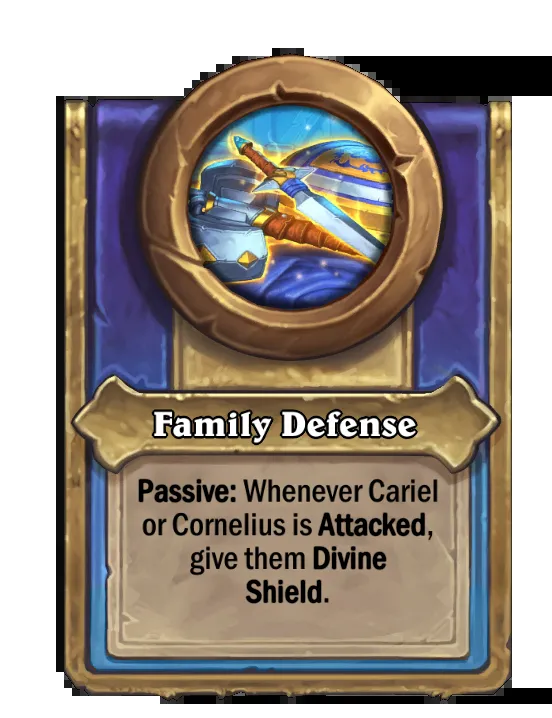 Family Defense
Passive: Whenever Cariel
or Cornelius is Attacked,
give them Divine
Shield.